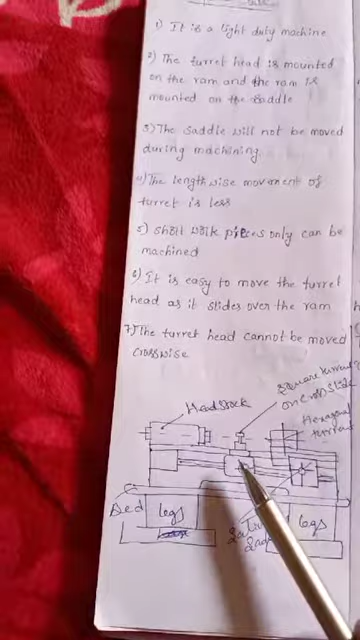 1) It is a light duty machine
2) The turret head is mounted
on the ram and the ram is
mounted on the saddle
3) The saddle will not be moved
during machining.
4) The lengthwise movement of
turret is less
5) Short work pieces only can be
machined
6) It is easy to move the turret
head as it slides over the ram
7) The turret head cannot be moved
crosswise
Headstock
Square turret
on cross slide
Hexagonal
turret
Bed
legs
legs